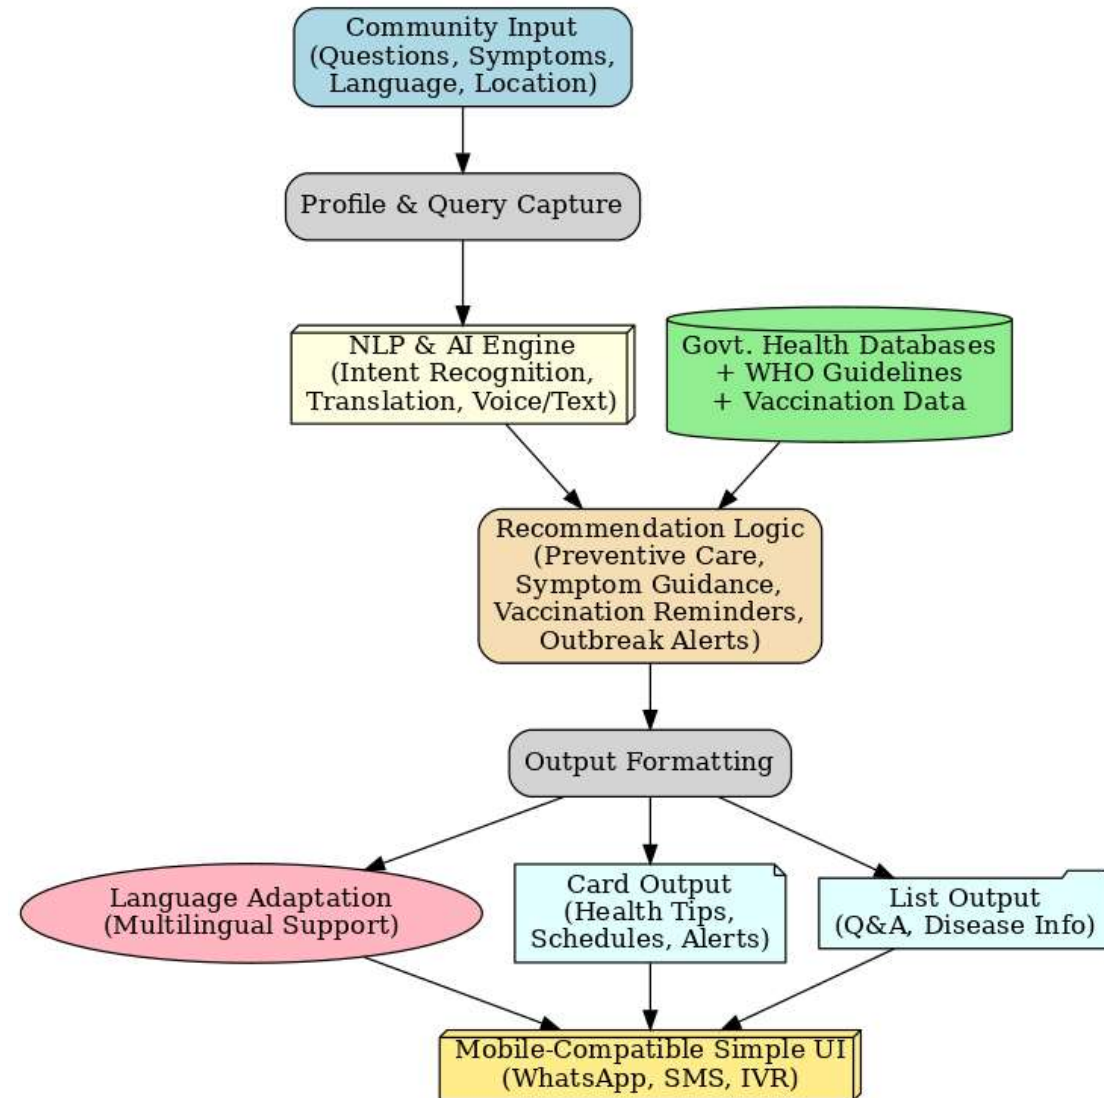 Community Input
(Questions, Symptoms,
Language, Location)
Profile & Query Capture
NLP & AI Engine
(Intent Recognition,
Translation, Voice/Text)
Govt. Health Databases
+ WHO Guidelines
+ Vaccination Data
Recommendation Logic
(Preventive Care,
Symptom Guidance,
Vaccination Reminders,
Outbreak Alerts)
Output Formatting
Language Adaptation
(Multilingual Support)
Card Output
(Health Tips,
Schedules, Alerts)
List Output
(Q&A, Disease Info)
Mobile-Compatible Simple UI
(WhatsApp, SMS, IVR)